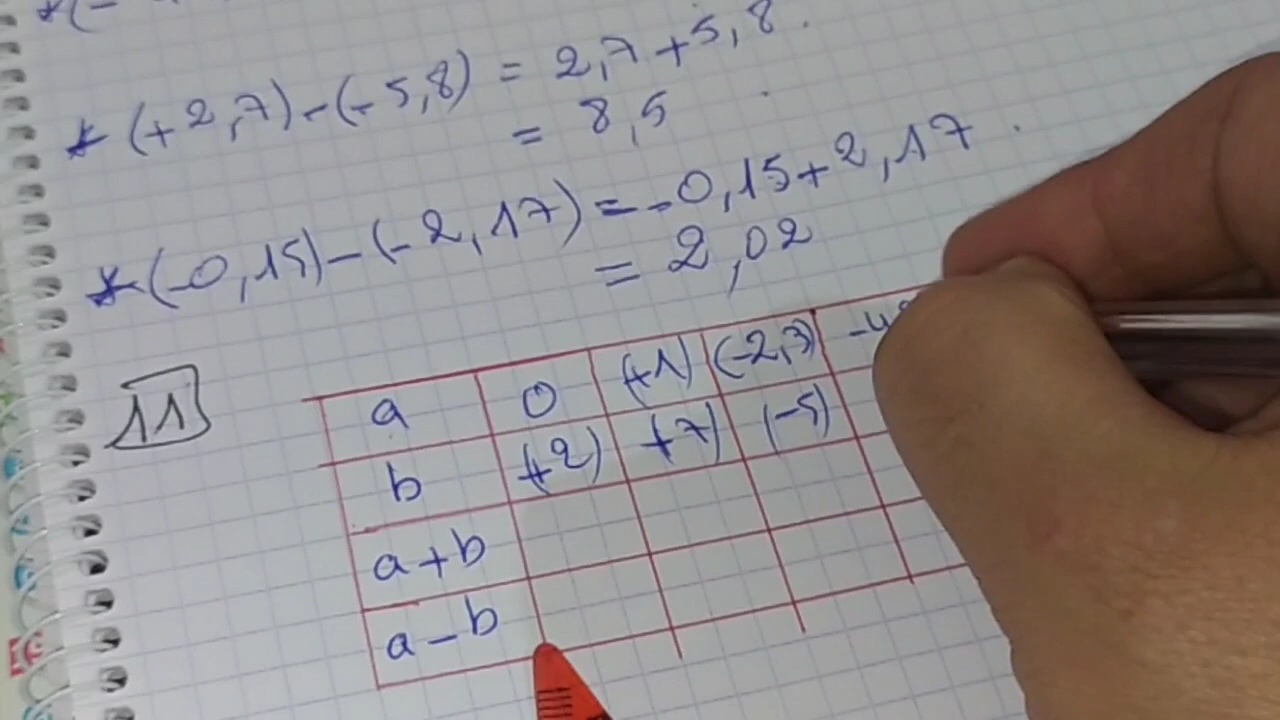 * (+2,7) - (-5,8) = 2,7 + 5,8.
= 8,5
* (-0,15) - (-2,17) = -0,15 + 2,17.
= 2,02
11
a 0 (+1) (-2,3)
b (+2) +7) (-5)
a + b
a - b